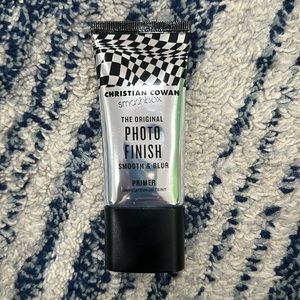 CHRISTIAN COWAN
smashbox
THE ORIGINAL
PHOTO
FINISH
SMOOTH & BLUR
PRIMER